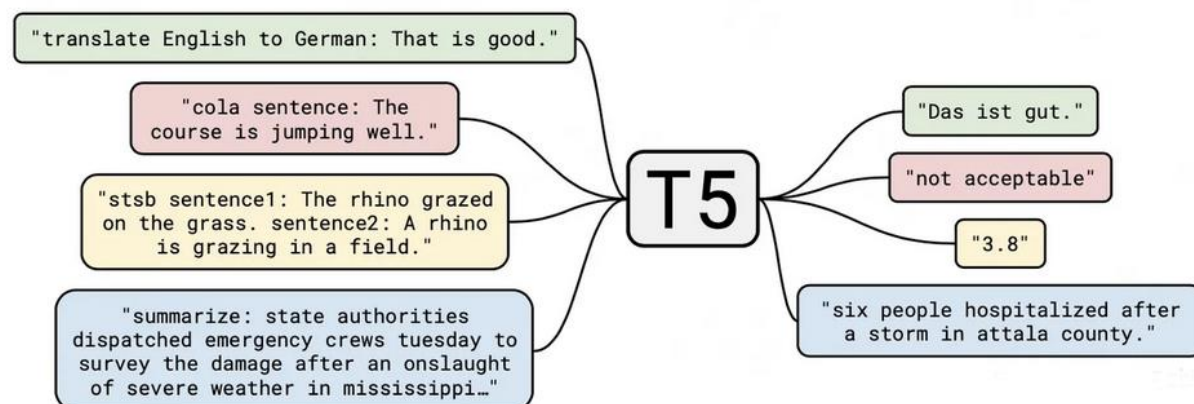 "translate English to German: That is good."
"cola sentence: The
course is jumping well."
"stsb sentence1: The rhino grazed
on the grass. sentence2: A rhino
is grazing in a field."
"summarize: state authorities
dispatched emergency crews tuesday to
survey the damage after an onslaught
of severe weather in mississippi…"
T5
"Das ist gut."
"not acceptable"
"3.8"
"six people hospitalized after
a storm in attala county."